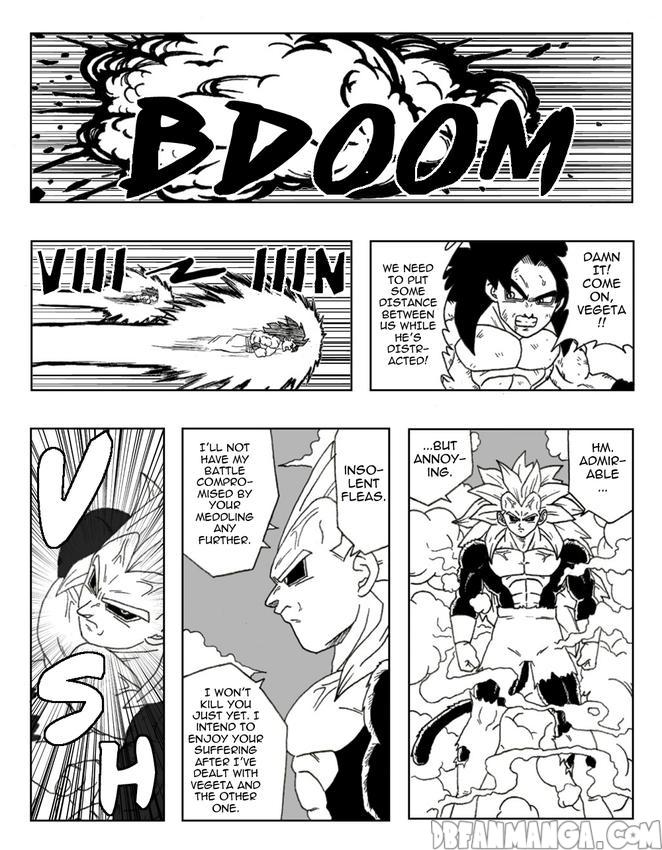 BDOOM
DAMN
IT!
COME
ON,
VEGETA
!!
WE NEED
TO PUT
SOME
DISTANCE
BETWEEN
US WHILE
HE'S
DISTR-
ACTED!
VIII~IIIN
HM.
ADMIR-
ABLE
...
...BUT
ANNOY-
ING.
INSO-
LENT
FLEAS.
I'LL NOT
HAVE MY
BATTLE
COMPRO-
MISED BY
YOUR
MEDDLING
ANY
FURTHER.
I WON'T
KILL YOU
JUST YET. I
INTEND TO
ENJOY YOUR
SUFFERING
AFTER I'VE
DEALT WITH
VEGETA AND
THE OTHER
ONE.
V
S
H
DBFANMANGA.COM